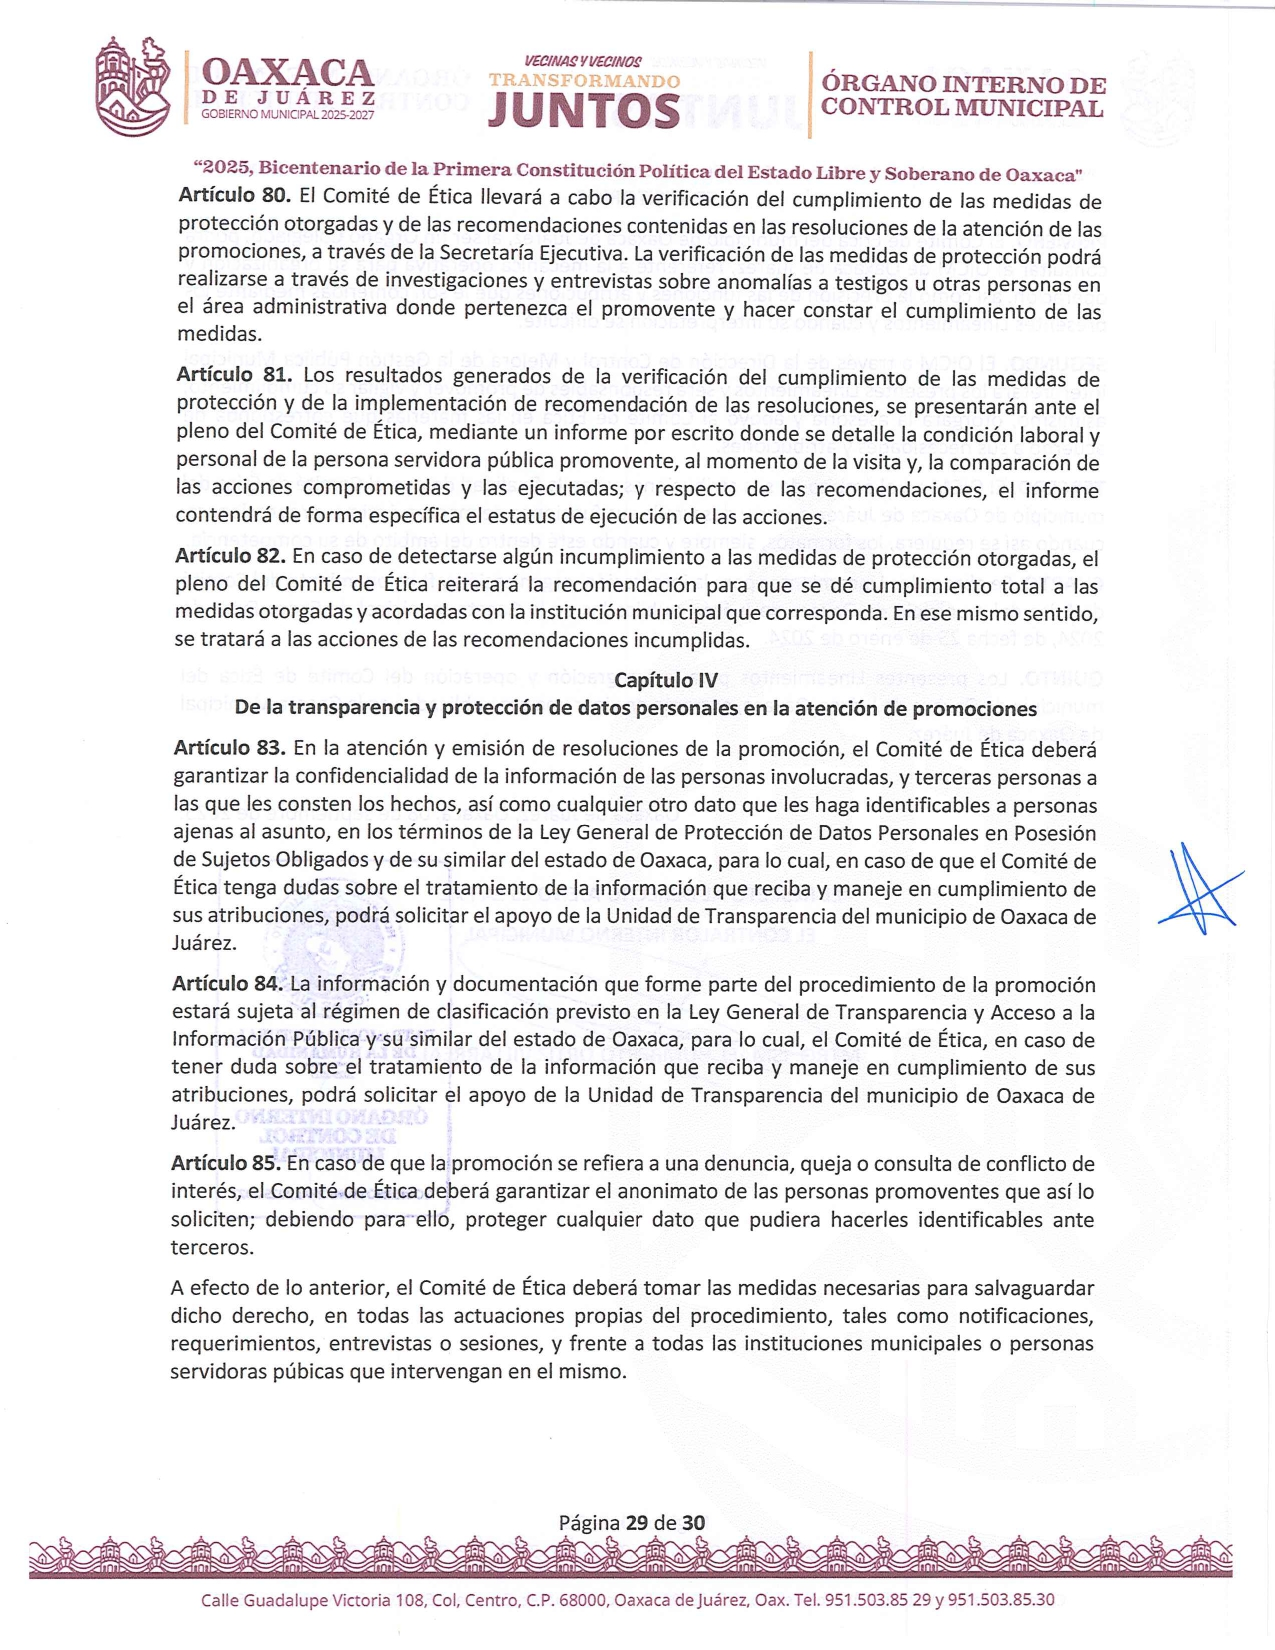 OAXACA
DE JUÁREZ
GOBIERNO MUNICIPAL 2025-2027
VECINAS Y VECINOS
TRANSFORMANDO
JUNTOS
ÓRGANO INTERNO DE
CONTROL MUNICIPAL
“2025, Bicentenario de la Primera Constitución Política del Estado Libre y Soberano de Oaxaca"
Artículo 80. El Comité de Ética llevará a cabo la verificación del cumplimiento de las medidas de
protección otorgadas y de las recomendaciones contenidas en las resoluciones de la atención de las
promociones, a través de la Secretaría Ejecutiva. La verificación de las medidas de protección podrá
realizarse a través de investigaciones y entrevistas sobre anomalías a testigos u otras personas en
el área administrativa donde pertenezca el promovente y hacer constar el cumplimiento de las
medidas.
Artículo 81. Los resultados generados de la verificación del cumplimiento de las medidas de
protección y de la implementación de recomendación de las resoluciones, se presentarán ante el
pleno del Comité de Ética, mediante un informe por escrito donde se detalle la condición laboral y
personal de la persona servidora pública promovente, al momento de la visita y, la comparación de
las acciones comprometidas y las ejecutadas; y respecto de las recomendaciones, el informe
contendrá de forma específica el estatus de ejecución de las acciones.
Artículo 82. En caso de detectarse algún incumplimiento a las medidas de protección otorgadas, el
pleno del Comité de Ética reiterará la recomendación para que se dé cumplimiento total a las
medidas otorgadas y acordadas con la institución municipal que corresponda. En ese mismo sentido,
se tratará a las acciones de las recomendaciones incumplidas.
Capítulo IV
De la transparencia y protección de datos personales en la atención de promociones
Artículo 83. En la atención y emisión de resoluciones de la promoción, el Comité de Ética deberá
garantizar la confidencialidad de la información de las personas involucradas, y terceras personas a
las que les consten los hechos, así como cualquier otro dato que les haga identificables a personas
ajenas al asunto, en los términos de la Ley General de Protección de Datos Personales en Posesión
de Sujetos Obligados y de su similar del estado de Oaxaca, para lo cual, en caso de que el Comité de
Ética tenga dudas sobre el tratamiento de la información que reciba y maneje en cumplimiento de
sus atribuciones, podrá solicitar el apoyo de la Unidad de Transparencia del municipio de Oaxaca de
Juárez.
Artículo 84. La información y documentación que forme parte del procedimiento de la promoción
estará sujeta al régimen de clasificación previsto en la Ley General de Transparencia y Acceso a la
Información Pública y su similar del estado de Oaxaca, para lo cual, el Comité de Ética, en caso de
tener duda sobre el tratamiento de la información que reciba y maneje en cumplimiento de sus
atribuciones, podrá solicitar el apoyo de la Unidad de Transparencia del municipio de Oaxaca de
Juárez.
Artículo 85. En caso de que la promoción se refiera a una denuncia, queja o consulta de conflicto de
interés, el Comité de Ética deberá garantizar el anonimato de las personas promoventes que así lo
soliciten; debiendo para ello, proteger cualquier dato que pudiera hacerles identificables ante
terceros.
A efecto de lo anterior, el Comité de Ética deberá tomar las medidas necesarias para salvaguardar
dicho derecho, en todas las actuaciones propias del procedimiento, tales como notificaciones,
requerimientos, entrevistas o sesiones, y frente a todas las instituciones municipales o personas
servidoras púbicas que intervengan en el mismo.
Página 29 de 30
Calle Guadalupe Victoria 108, Col, Centro, C.P. 68000, Oaxaca de Juárez, Oax. Tel. 951.503.85 29 y 951.503.85.30